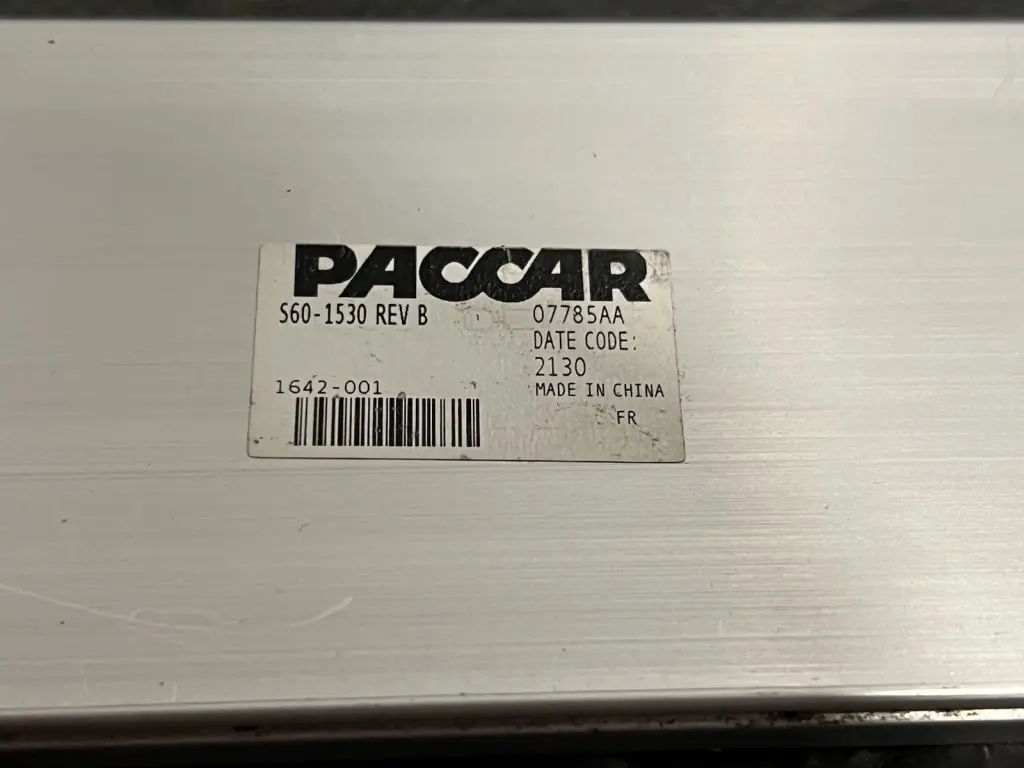 PACCAR
S60-1530 REV B
07785AA
DATE CODE:
2130
MADE IN CHINA
FR
1642-001